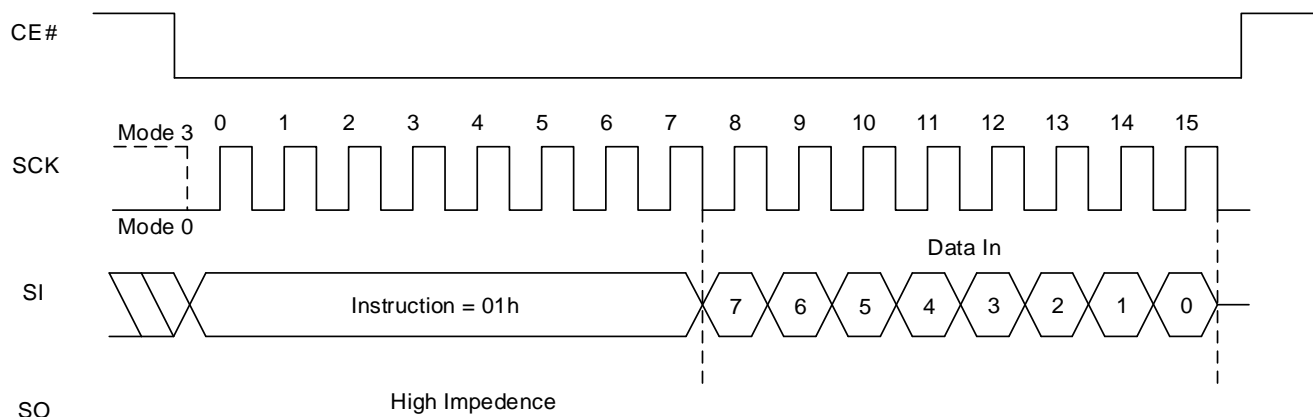 CE#
Mode 3
0 1 2 3 4 5 6 7 8 9 10 11 12 13 14 15
SCK
Mode 0
Data In
SI
Instruction = 01h
7 6 5 4 3 2 1 0
High Impedence
SO